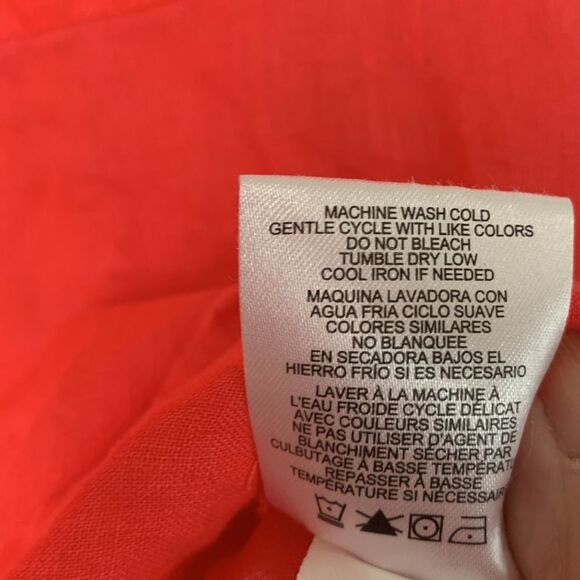 MACHINE WASH COLD
GENTLE CYCLE WITH LIKE COLORS
DO NOT BLEACH
TUMBLE DRY LOW
COOL IRON IF NEEDED
MAQUINA LAVADORA CON
AGUA FRIA CICLO SUAVE
COLORES SIMILARES
NO BLANQUEE
EN SECADORA BAJOS EL
HIERRO FRÍO SI ES NECESARIO
LAVER À LA MACHINE À
L'EAU FROIDE CYCLE DÉLICAT
AVEC COULEURS SIMILAIRES
NE PAS UTILISER D'AGENT DE
BLANCHIMENT SÉCHER PAR
CULBUTAGE À BASSE TEMPÉRATU
REPASSER À BASSE
TEMPÉRATURE SI NÉCESSAIR